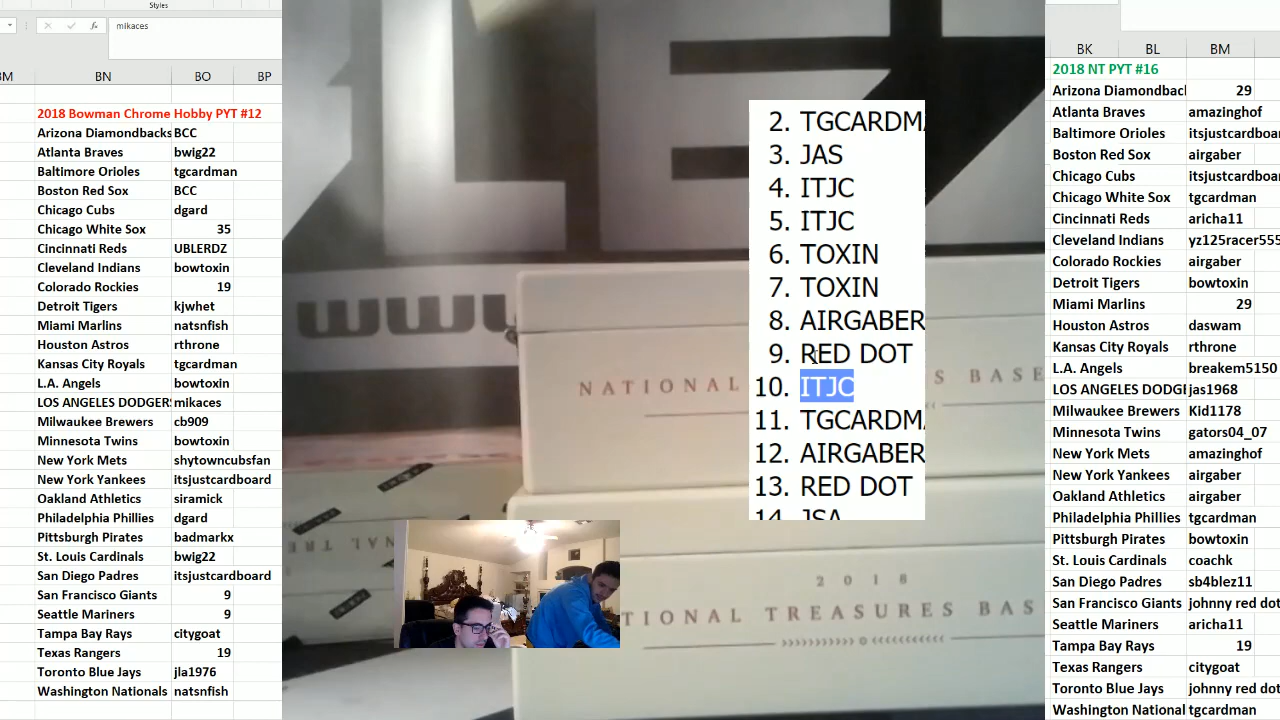 Styles
mikaces
BM BN BO BP
2018 Bowman Chrome Hobby PYT #12
Arizona Diamondbacks BCC
Atlanta Braves bwig22
Baltimore Orioles tgcardman
Boston Red Sox BCC
Chicago Cubs dgard
Chicago White Sox 35
Cincinnati Reds UBLERDZ
Cleveland Indians bowtoxin
Colorado Rockies 19
Detroit Tigers kjwhet
Miami Marlins natsnfish
Houston Astros rthrone
Kansas City Royals tgcardman
L.A. Angels bowtoxin
LOS ANGELES DODGERS mikaces
Milwaukee Brewers cb909
Minnesota Twins bowtoxin
New York Mets shytowncubsfan
New York Yankees itsjustcardboard
Oakland Athletics siramick
Philadelphia Phillies dgard
Pittsburgh Pirates badmarkx
St. Louis Cardinals bwig22
San Diego Padres itsjustcardboard
San Francisco Giants 9
Seattle Mariners 9
Tampa Bay Rays citygoat
Texas Rangers 19
Toronto Blue Jays jla1976
Washington Nationals natsnfish
LEZ
www
NATIONAL
S BASE
2018
TIONAL TREASURES BAS
2. TGCARDMA
3. JAS
4. ITJC
5. ITJC
6. TOXIN
7. TOXIN
8. AIRGABER
9. RED DOT
10. ITJC
11. TGCARDMA
12. AIRGABER
13. RED DOT
14. JSA
BK BL BM
2018 NT PYT #16
Arizona Diamondbacl 29
Atlanta Braves amazinghof
Baltimore Orioles itsjustcardboa
Boston Red Sox airgaber
Chicago Cubs itsjustcardboa
Chicago White Sox tgcardman
Cincinnati Reds aricha11
Cleveland Indians yz125racer555
Colorado Rockies airgaber
Detroit Tigers bowtoxin
Miami Marlins 29
Houston Astros daswam
Kansas City Royals rthrone
L.A. Angels breakem5150
LOS ANGELES DODGI jas1968
Milwaukee Brewers Kid1178
Minnesota Twins gators04_07
New York Mets amazinghof
New York Yankees airgaber
Oakland Athletics airgaber
Philadelphia Phillies tgcardman
Pittsburgh Pirates bowtoxin
St. Louis Cardinals coachk
San Diego Padres sb4blez11
San Francisco Giants johnny red dot
Seattle Mariners aricha11
Tampa Bay Rays 19
Texas Rangers citygoat
Toronto Blue Jays johnny red dot
Washington National tgcardman